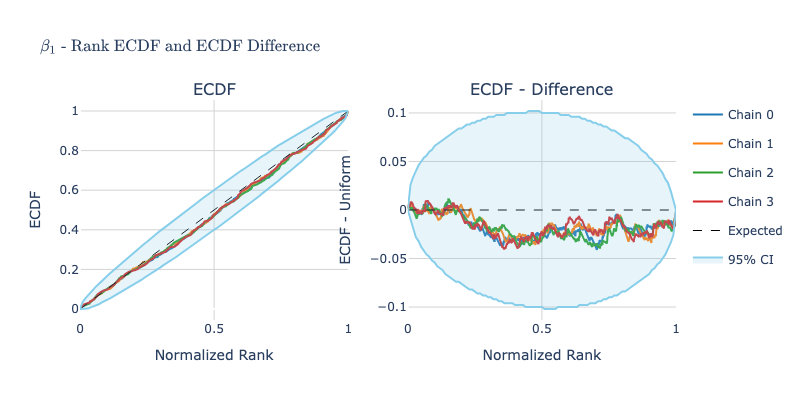 β₁ - Rank ECDF and ECDF Difference
ECDF
ECDF - Difference
ECDF
1
0.8
0.6
0.4
0.2
0
0
0.5
1
Normalized Rank
ECDF - Uniform
0.1
0.05
0
−0.05
−0.1
0
0.5
1
Normalized Rank
Chain 0
Chain 1
Chain 2
Chain 3
Expected
95% CI